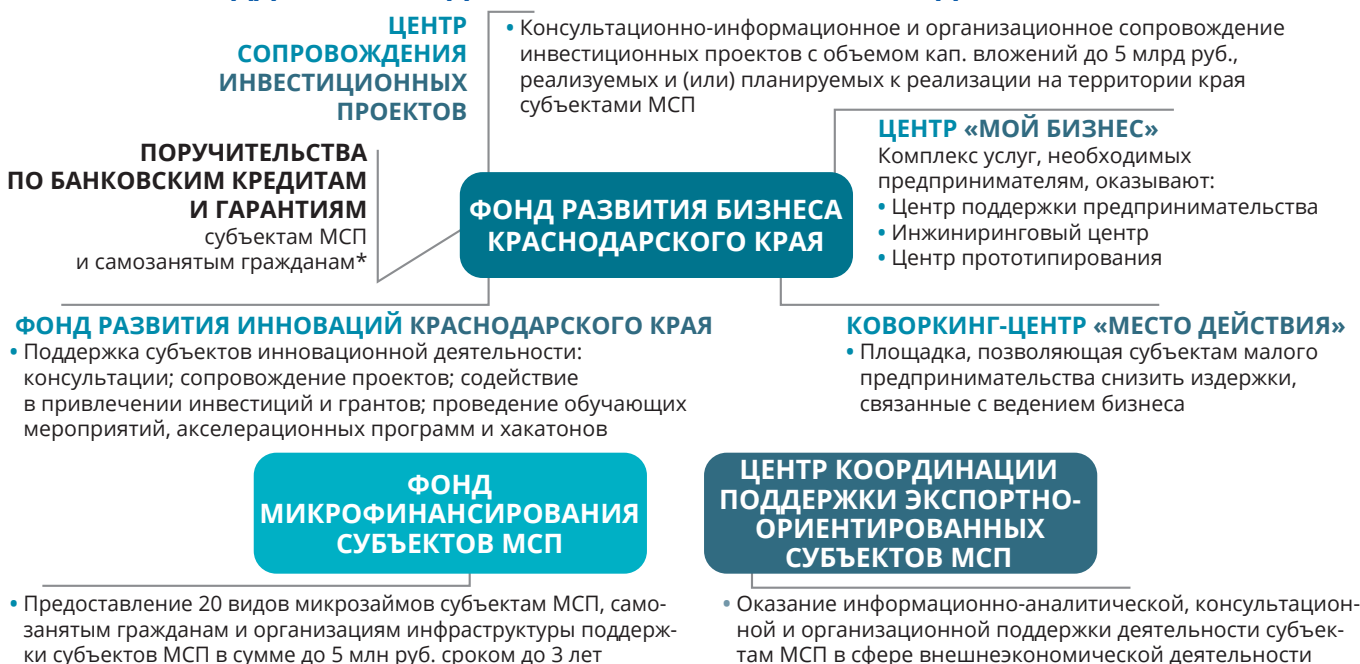 ЦЕНТР
СОПРОВОЖДЕНИЯ
ИНВЕСТИЦИОННЫХ
ПРОЕКТОВ
• Консультационно-информационное и организационное сопровождение
инвестиционных проектов с объемом кап. вложений до 5 млрд руб.,
реализуемых и (или) планируемых к реализации на территории края
субъектами МСП
ПОРУЧИТЕЛЬСТВА
ПО БАНКОВСКИМ КРЕДИТАМ
И ГАРАНТИЯМ
субъектам МСП
и самозанятым гражданам*
ФОНД РАЗВИТИЯ БИЗНЕСА
КРАСНОДАРСКОГО КРАЯ
ЦЕНТР «МОЙ БИЗНЕС»
Комплекс услуг, необходимых
предпринимателям, оказывают:
• Центр поддержки предпринимательства
• Инжиниринговый центр
• Центр прототипирования
ФОНД РАЗВИТИЯ ИННОВАЦИЙ КРАСНОДАРСКОГО КРАЯ
• Поддержка субъектов инновационной деятельности:
консультации; сопровождение проектов; содействие
в привлечении инвестиций и грантов; проведение обучающих
мероприятий, акселерационных программ и хакатонов
КОВОРКИНГ-ЦЕНТР «МЕСТО ДЕЙСТВИЯ»
• Площадка, позволяющая субъектам малого
предпринимательства снизить издержки,
связанные с ведением бизнеса
ФОНД
МИКРОФИНАНСИРОВАНИЯ
СУБЪЕКТОВ МСП
ЦЕНТР КООРДИНАЦИИ
ПОДДЕРЖКИ ЭКСПОРТНО-
ОРИЕНТИРОВАННЫХ
СУБЪЕКТОВ МСП
• Предоставление 20 видов микрозаймов субъектам МСП, само-
занятым гражданам и организациям инфраструктуры поддерж-
ки субъектов МСП в сумме до 5 млн руб. сроком до 3 лет
• Оказание информационно-аналитической, консультацион-
ной и организационной поддержки деятельности субъек-
там МСП в сфере внешнеэкономической деятельности